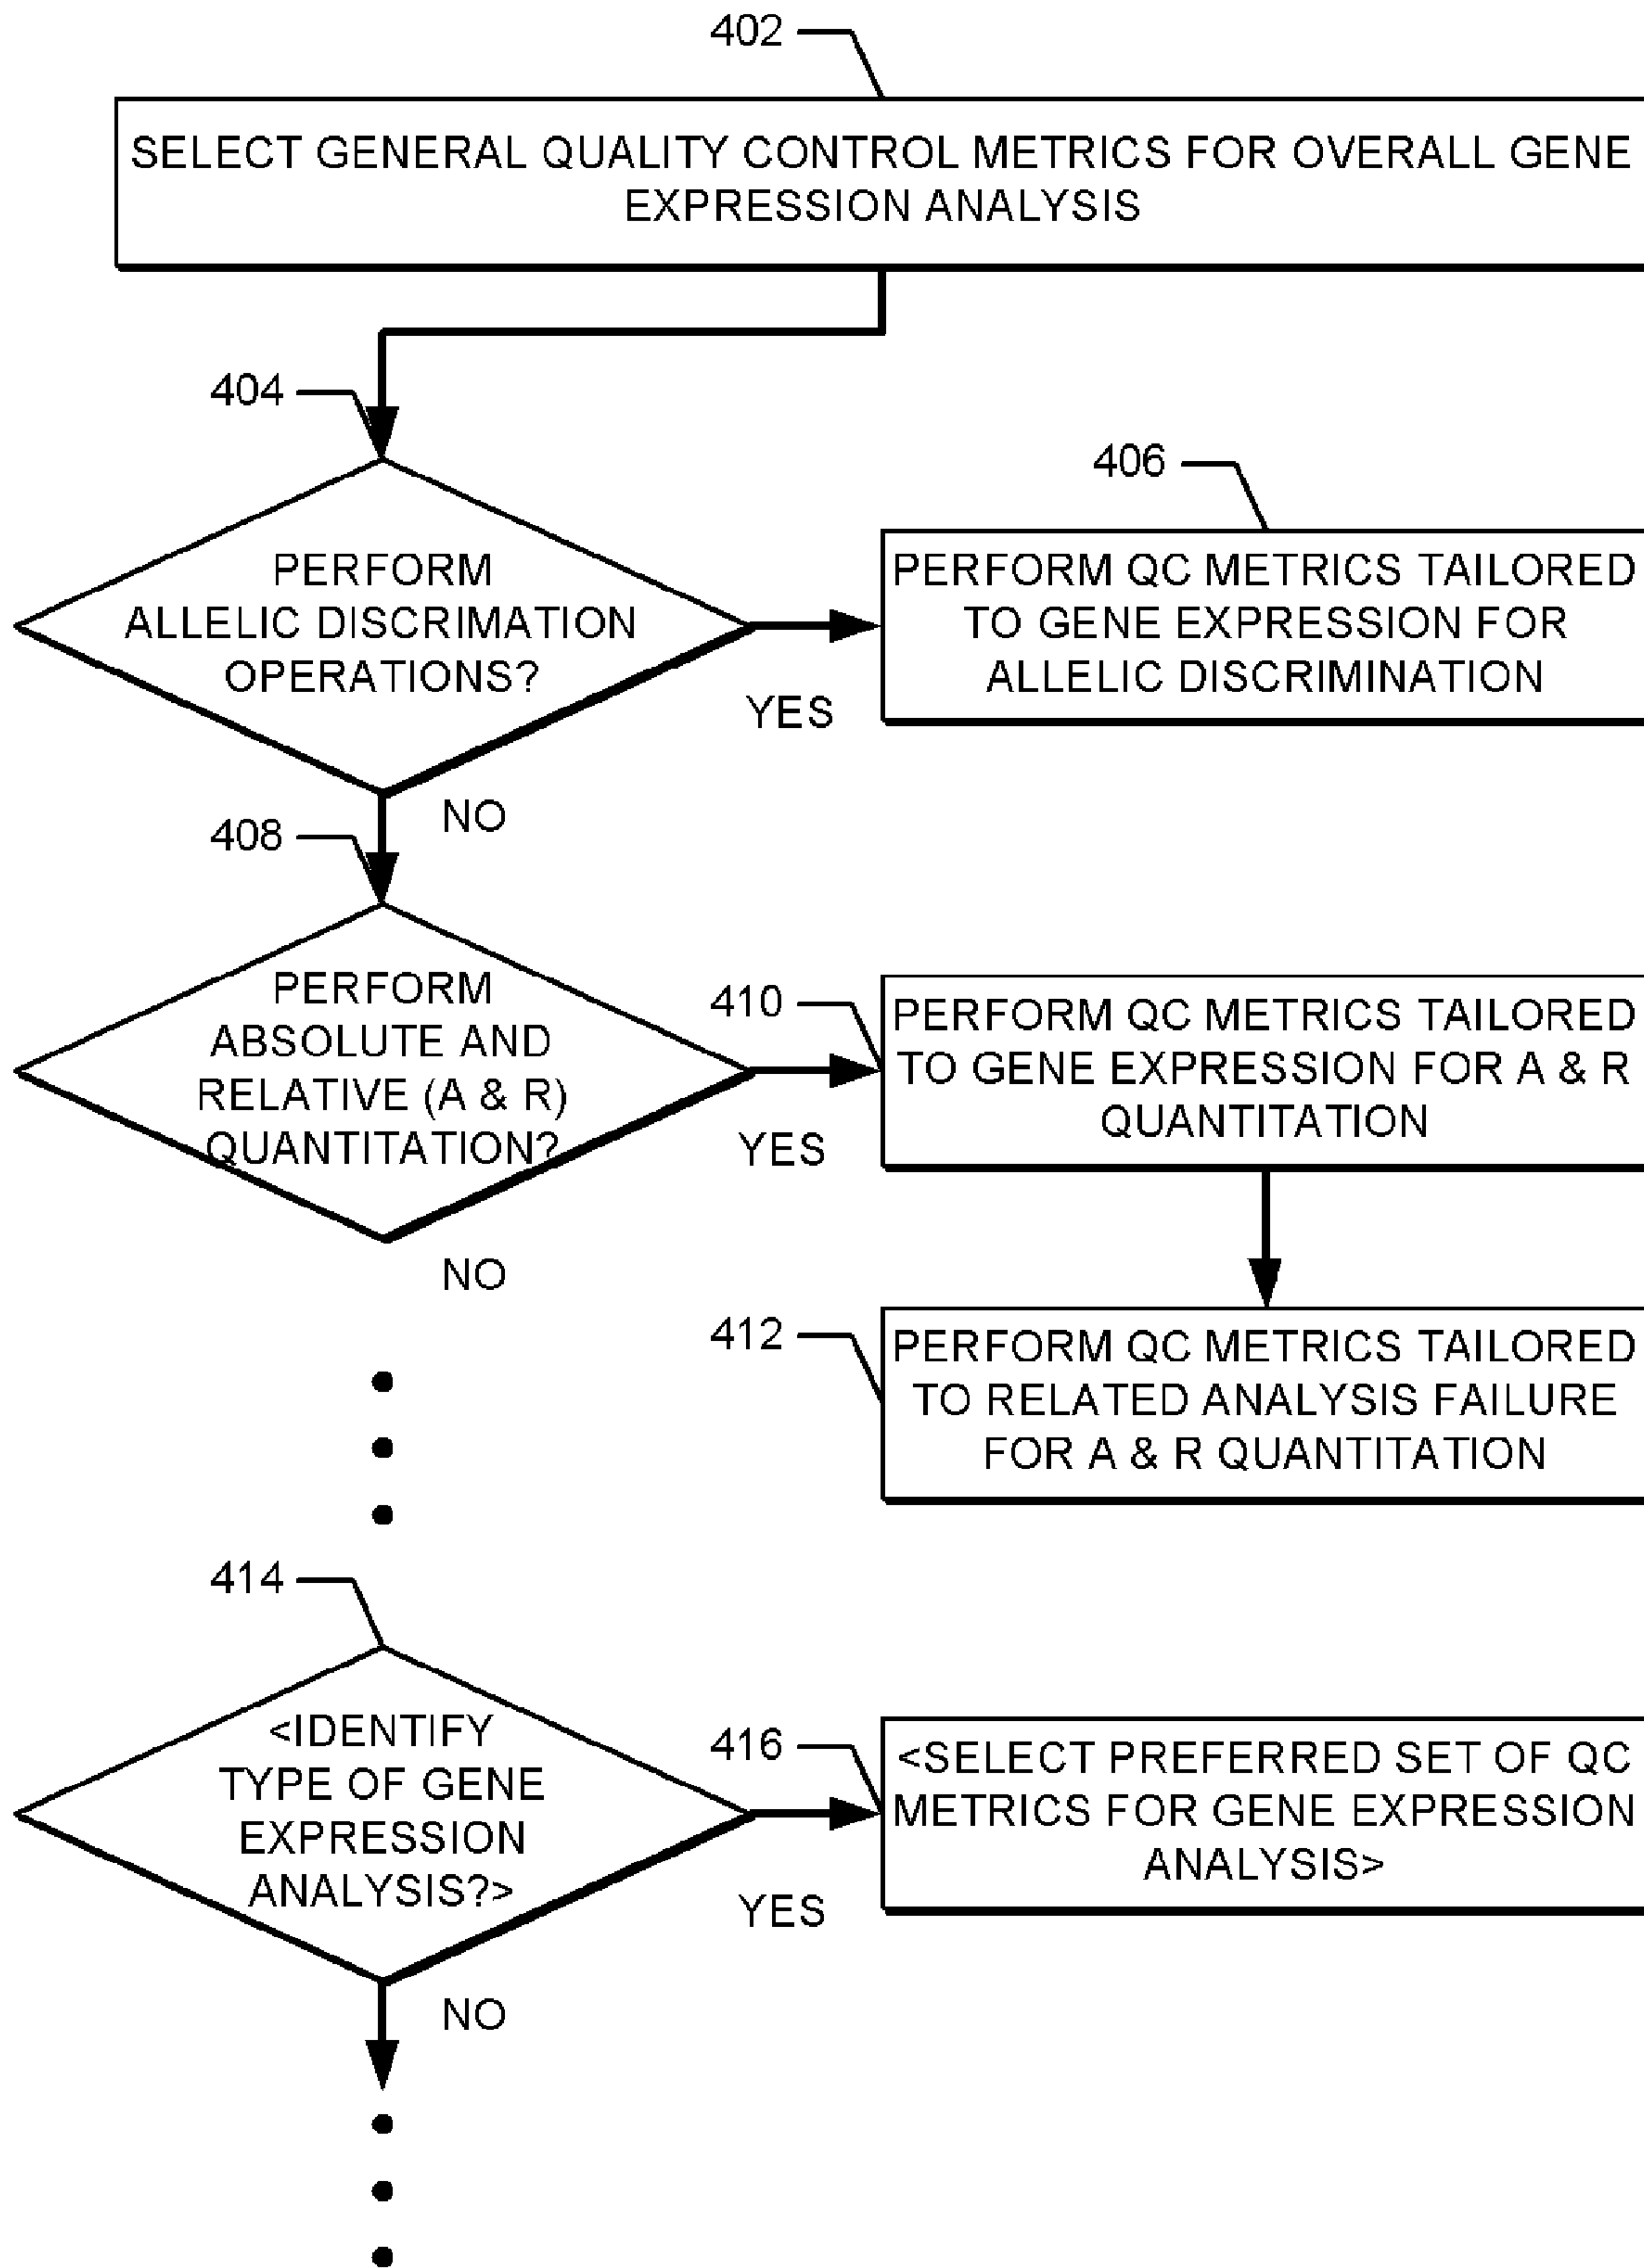 402
SELECT GENERAL QUALITY CONTROL METRICS FOR OVERALL GENE
EXPRESSION ANALYSIS
404
PERFORM
ALLELIC DISCRIMATION
OPERATIONS?
YES
NO
406
PERFORM QC METRICS TAILORED
TO GENE EXPRESSION FOR
ALLELIC DISCRIMINATION
408
PERFORM
ABSOLUTE AND
RELATIVE (A & R)
QUANTITATION?
YES
NO
410
PERFORM QC METRICS TAILORED
TO GENE EXPRESSION FOR A & R
QUANTITATION
412
PERFORM QC METRICS TAILORED
TO RELATED ANALYSIS FAILURE
FOR A & R QUANTITATION
414
<IDENTIFY
TYPE OF GENE
EXPRESSION
ANALYSIS?>
YES
NO
416
<SELECT PREFERRED SET OF QC
METRICS FOR GENE EXPRESSION
ANALYSIS>